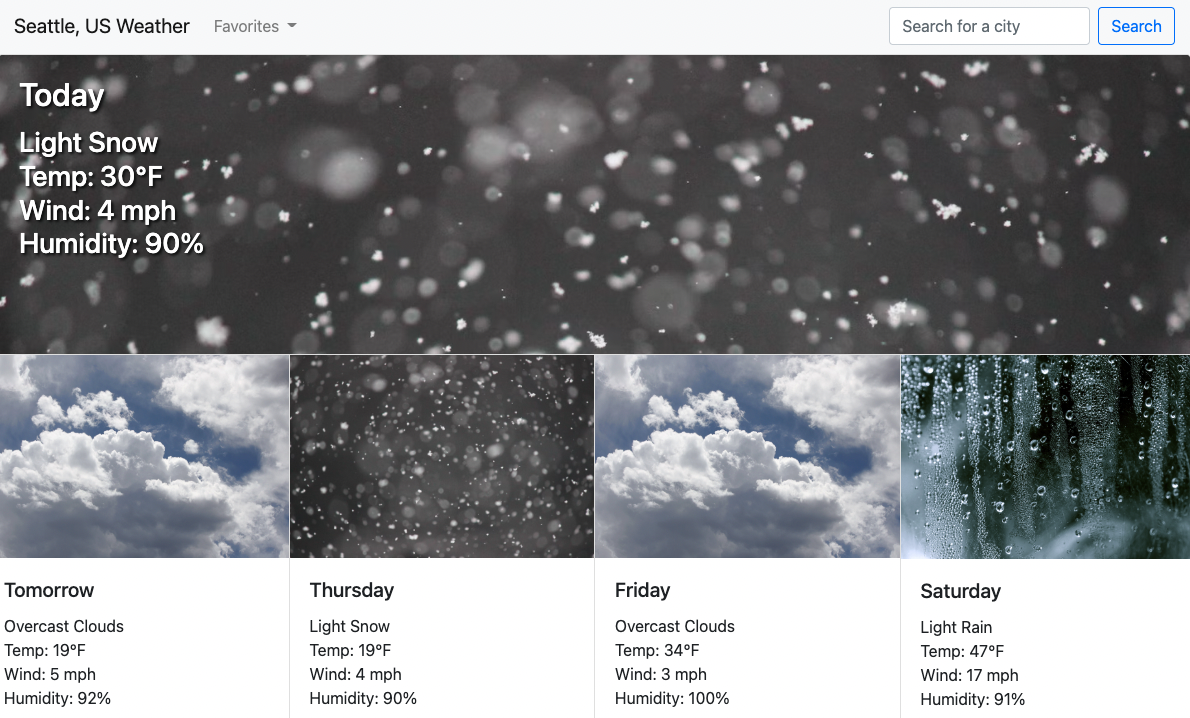 Seattle, US Weather Favorites Search for a city Search
Today
Light Snow
Temp: 30°F
Wind: 4 mph
Humidity: 90%
Tomorrow
Overcast Clouds
Temp: 19°F
Wind: 5 mph
Humidity: 92%
Thursday
Light Snow
Temp: 19°F
Wind: 4 mph
Humidity: 90%
Friday
Overcast Clouds
Temp: 34°F
Wind: 3 mph
Humidity: 100%
Saturday
Light Rain
Temp: 47°F
Wind: 17 mph
Humidity: 91%